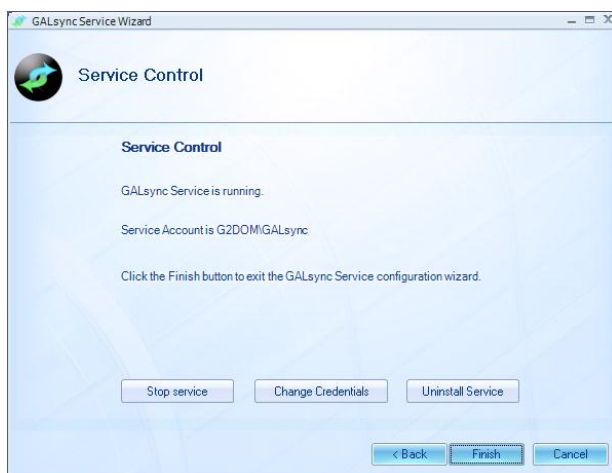 GALsync Service Wizard
Service Control
Service Control
GALsync Service is running.
Service Account is G2DOM\GALsync
Click the Finish button to exit the GALsync Service configuration wizard.
Stop service
Change Credentials
Uninstall Service
< Back
Finish
Cancel